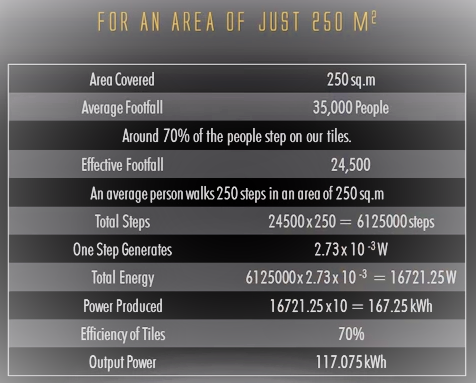 FOR AN AREA OF JUST 250 M²
Area Covered 250 sq.m
Average Footfall 35,000 People
Around 70% of the people step on our tiles.
Effective Footfall 24,500
An average person walks 250 steps in an area of 250 sq.m
Total Steps 24500 x 250 = 6125000 steps
One Step Generates 2.73 x 10 ⁻³ W
Total Energy 6125000 x 2.73 x 10 ⁻³ = 16721.25 W
Power Produced 16721.25 x 10 = 167.25 kWh
Efficiency of Tiles 70%
Output Power 117.075 kWh